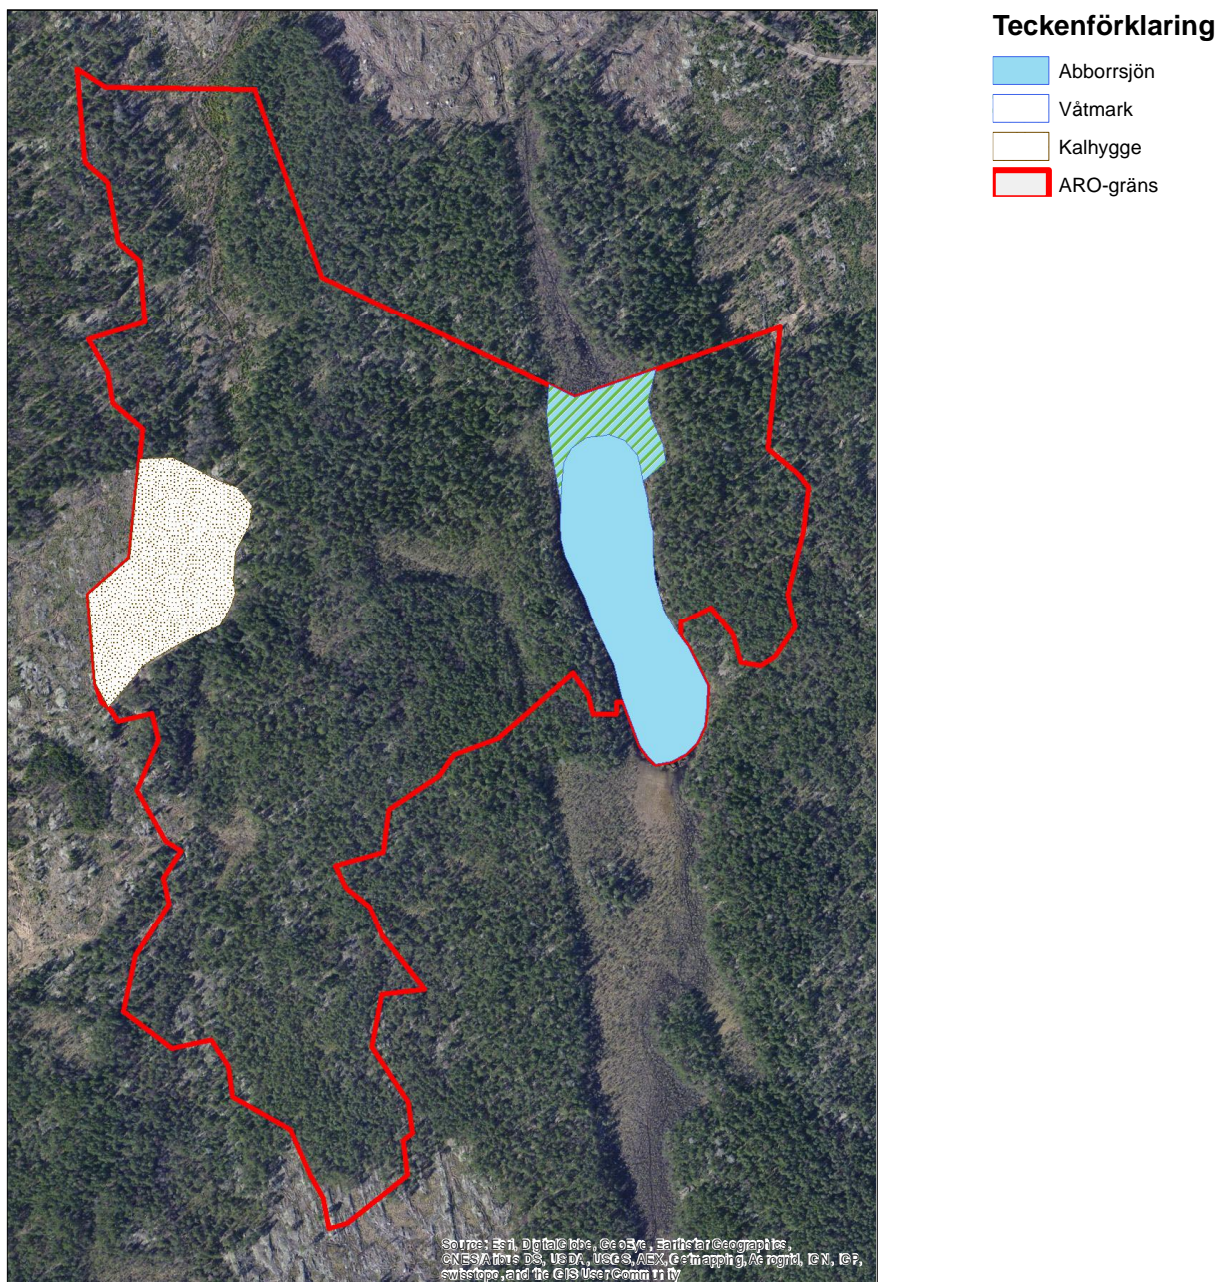 Teckenförklaring
Abborrsjön
Våtmark
Kalhygge
ARO-gräns
Source: Esri, DigitalGlobe, GeoEye, Earthstar Geographics,
CNES/Airbus DS, USDA, USGS, AEX, Getmapping, Aerogrid, IGN, IGP,
swisstopo, and the GIS User Community